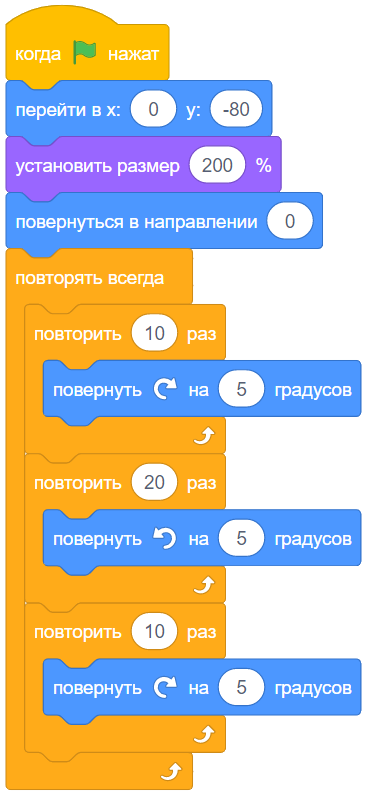 когда нажат
перейти в x: 0 y: -80
установить размер 200 %
повернуться в направлении 0
повторять всегда
повторить 10 раз
повернуть на 5 градусов
повторить 20 раз
повернуть на 5 градусов
повторить 10 раз
повернуть на 5 градусов